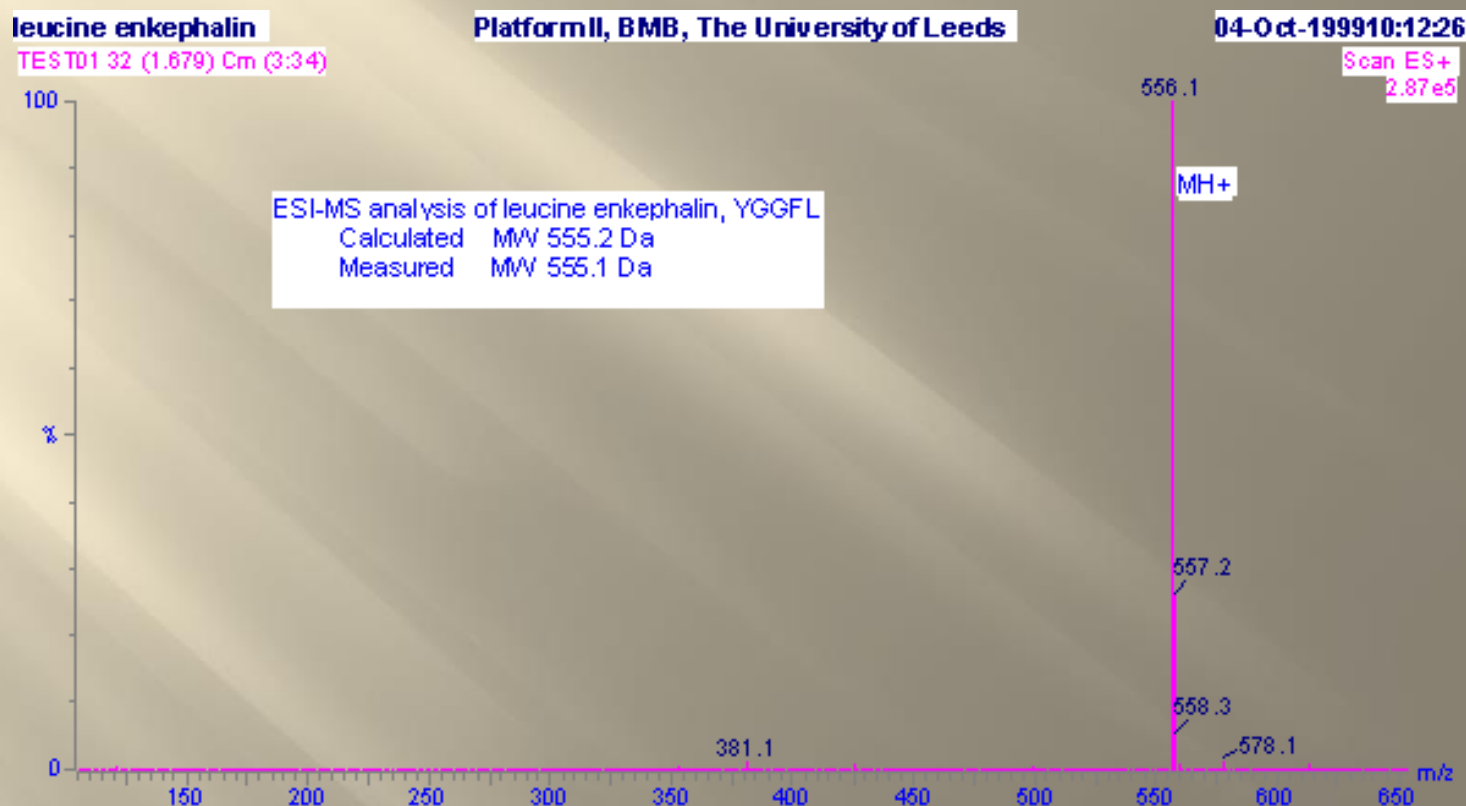 leucine enkephalin Platform II, BMB, The University of Leeds 04-Oct-199910:12:26
TEST01 32 (1.679) Cm (3:34) Scan ES+
2.87e5
100
556.1
MH+
ESI-MS analysis of leucine enkephalin, YGGFL
Calculated MW 555.2 Da
Measured MW 555.1 Da
%
557.2
558.3
381.1
578.1
0
m/z
150 200 250 300 350 400 450 500 550 600 650